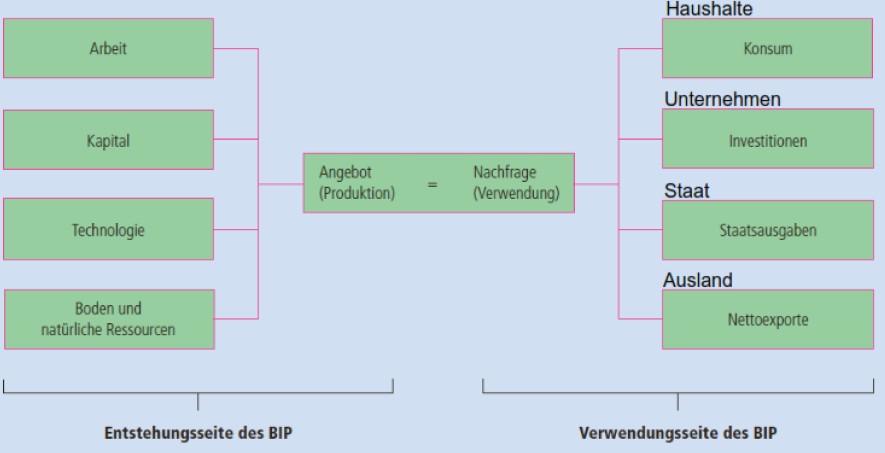 Arbeit
Kapital
Technologie
Boden und
natürliche Ressourcen
Angebot
(Produktion)
=
Nachfrage
(Verwendung)
Haushalte
Konsum
Unternehmen
Investitionen
Staat
Staatsausgaben
Ausland
Nettoexporte
Entstehungsseite des BIP
Verwendungsseite des BIP